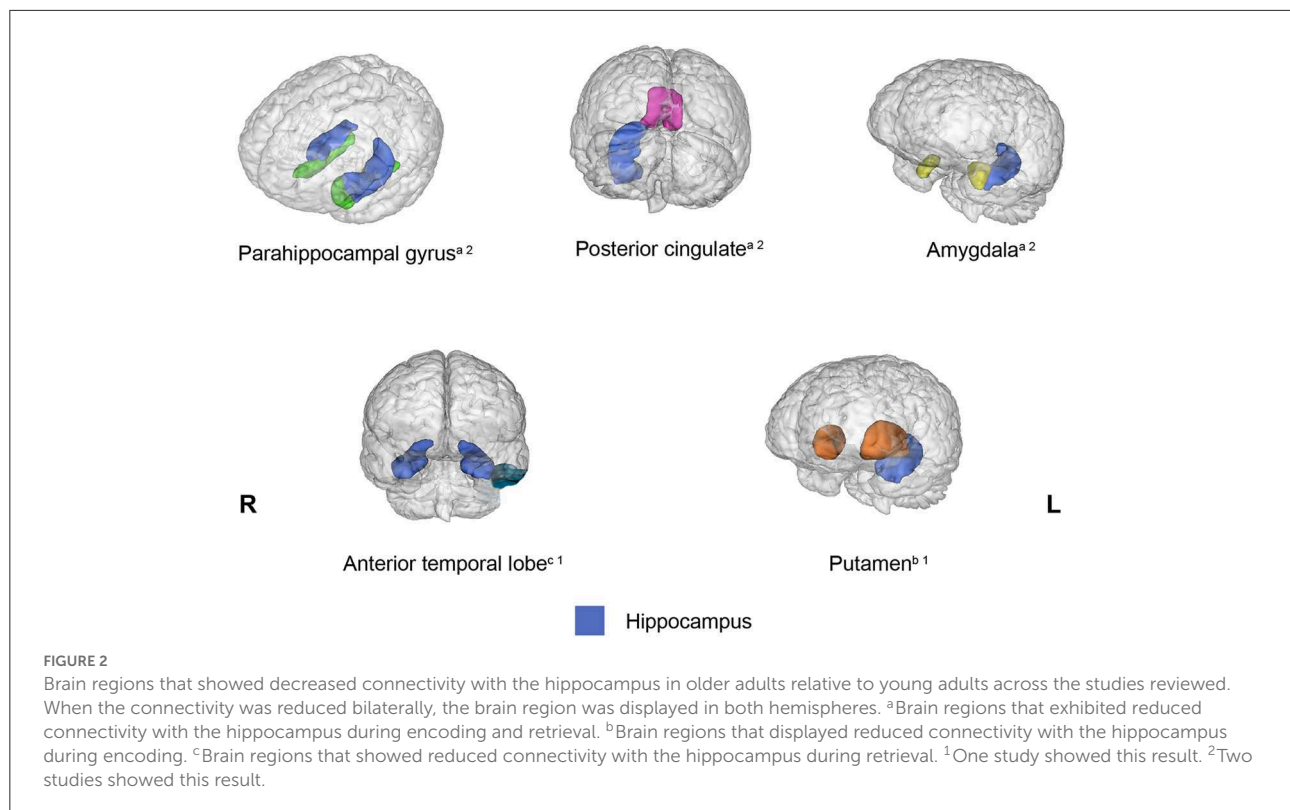 Parahippocampal gyrusᵃ ²
Posterior cingulateᵃ ²
Amygdalaᵃ ²
R
L
Anterior temporal lobeᶜ ¹
Putamenᵇ ¹
Hippocampus
FIGURE 2
Brain regions that showed decreased connectivity with the hippocampus in older adults relative to young adults across the studies reviewed.
When the connectivity was reduced bilaterally, the brain region was displayed in both hemispheres. ᵃBrain regions that exhibited reduced
connectivity with the hippocampus during encoding and retrieval. ᵇBrain regions that displayed reduced connectivity with the hippocampus
during encoding. ᶜBrain regions that showed reduced connectivity with the hippocampus during retrieval. ¹One study showed this result. ²Two
studies showed this result.